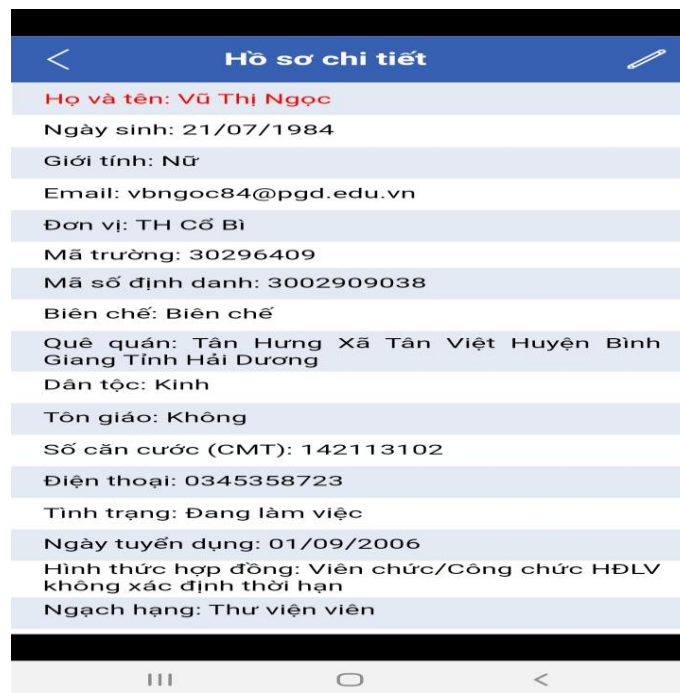 Hồ sơ chi tiết
Họ và tên: Vũ Thị Ngọc
Ngày sinh: 21/07/1984
Giới tính: Nữ
Email: vbngoc84@pgd.edu.vn
Đơn vị: TH Cổ Bì
Mã trường: 30296409
Mã số định danh: 3002909038
Biên chế: Biên chế
Quê quán: Tân Hưng Xã Tân Việt Huyện Bình
Giang Tỉnh Hải Dương
Dân tộc: Kinh
Tôn giáo: Không
Số căn cước (CMT): 142113102
Điện thoại: 0345358723
Tình trạng: Đang làm việc
Ngày tuyển dụng: 01/09/2006
Hình thức hợp đồng: Viên chức/Công chức HĐLV
không xác định thời hạn
Ngạch hạng: Thư viện viên